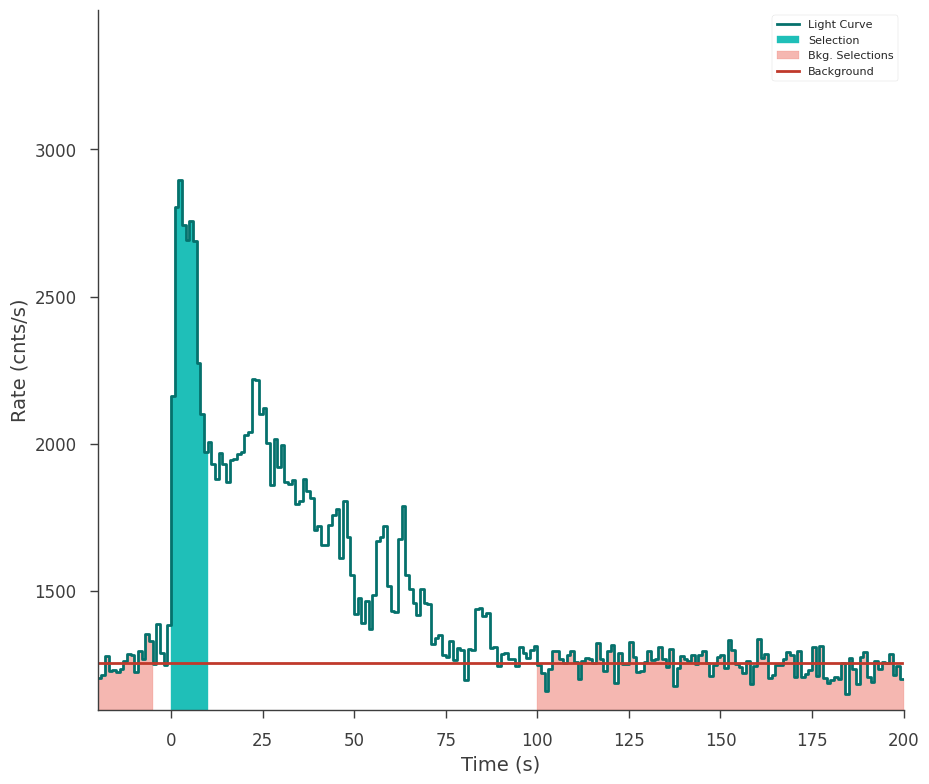 Light Curve
Selection
Bkg. Selections
Background
3000
2500
2000
1500
Rate (cnts/s)
0 25 50 75 100 125 150 175 200
Time (s)